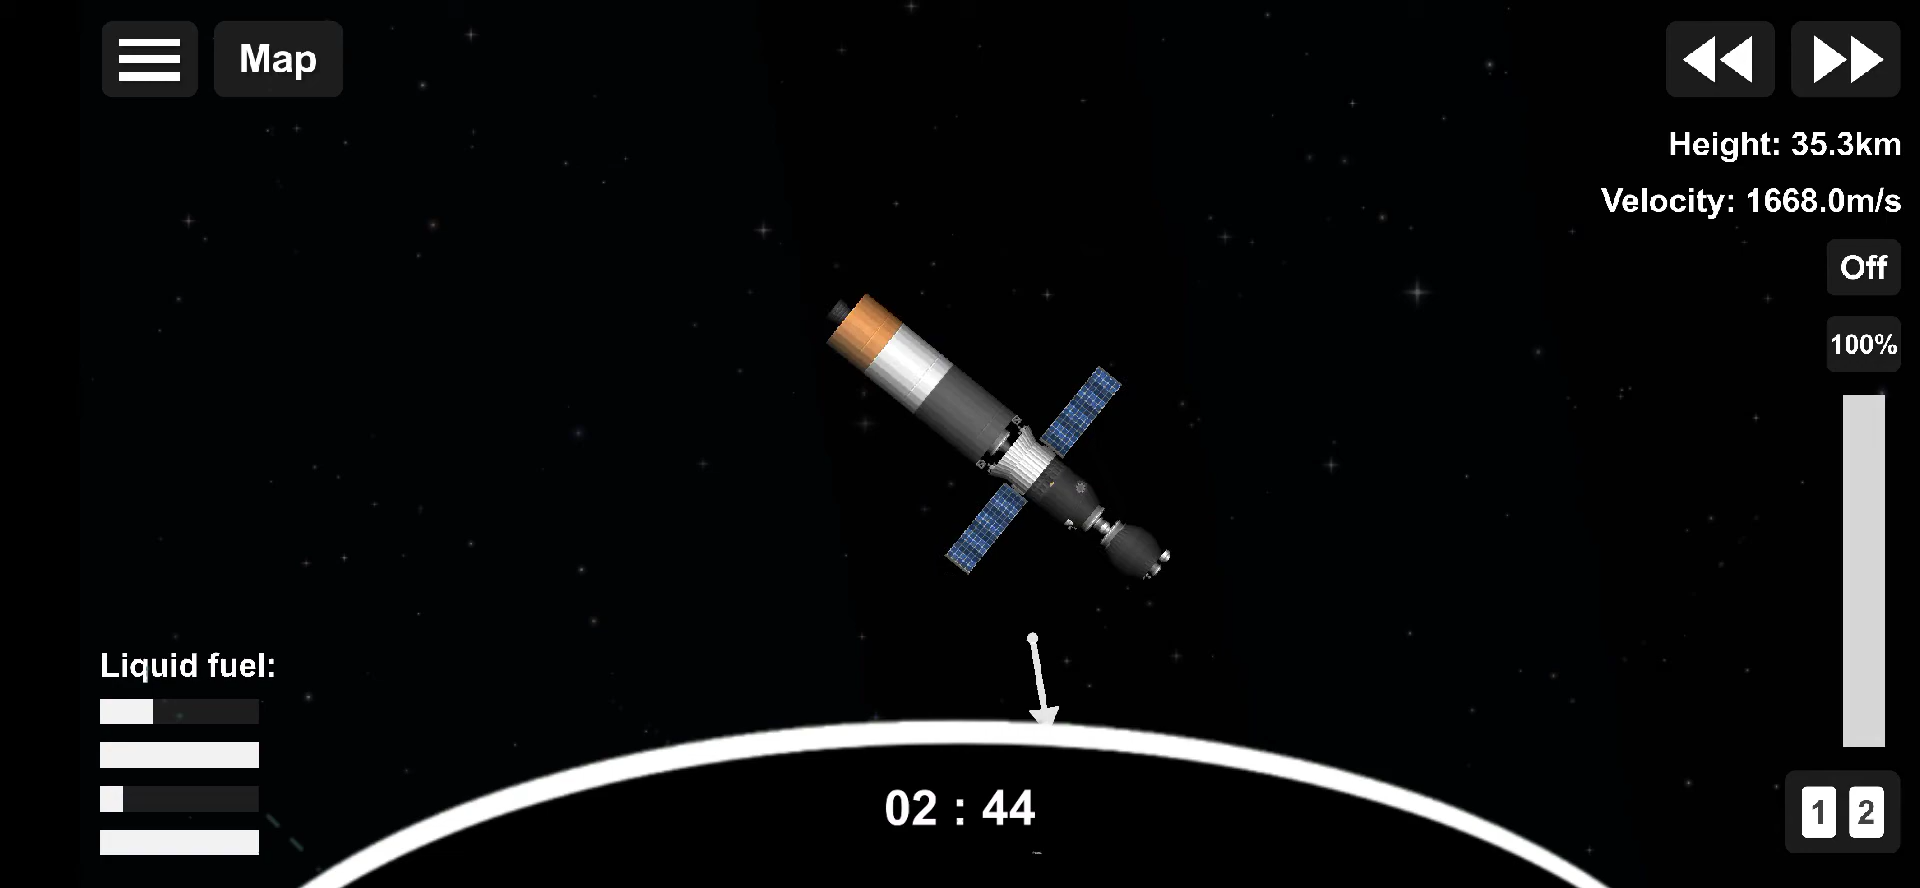 Map
Height: 35.3km
Velocity: 1668.0m/s
Off
100%
Liquid fuel:
02 : 44
1 2